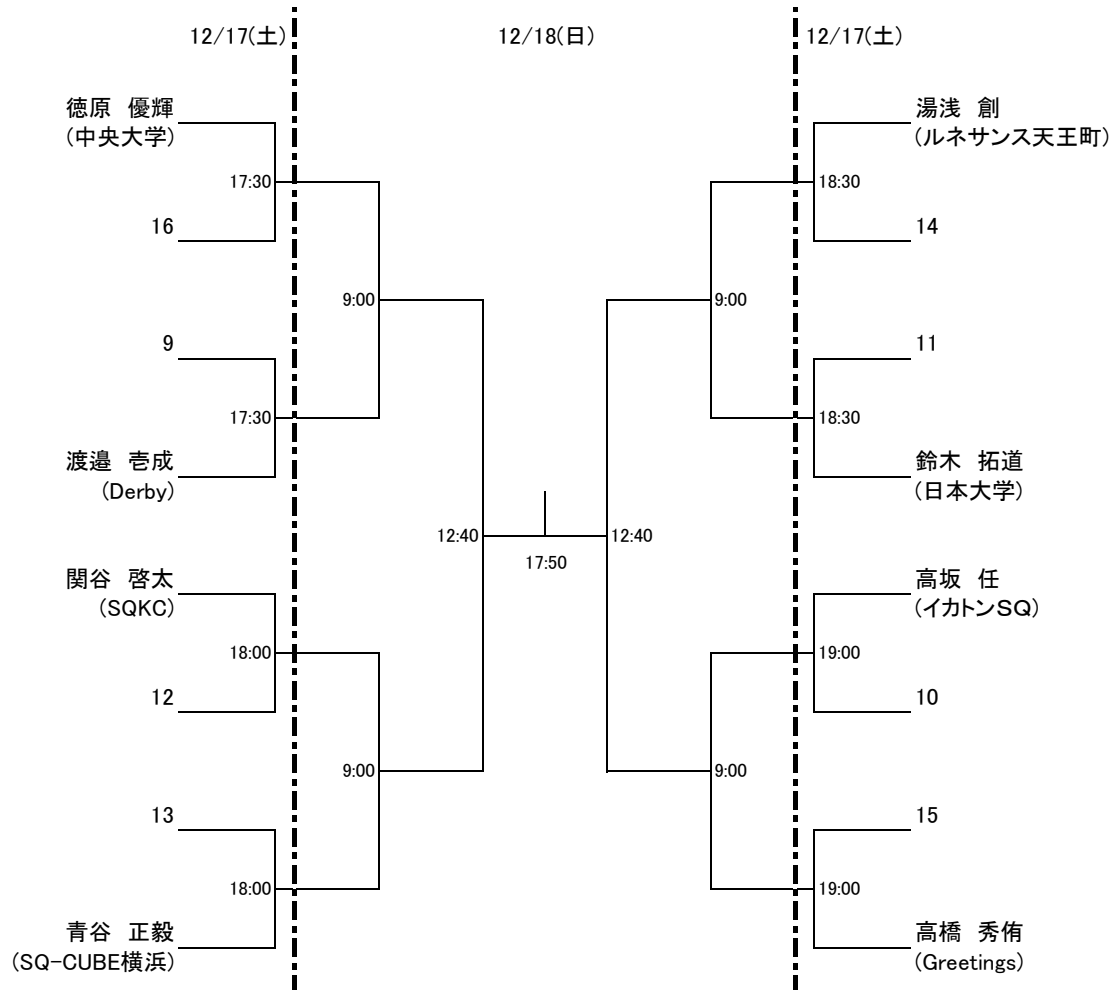 12/17(土)
12/18(日)
12/17(土)
徳原 優輝
(中央大学)
17:30
16
9:00
9
17:30
渡邉 壱成
(Derby)
12:40
関谷 啓太
(SQKC)
18:00
12
9:00
13
18:00
青谷 正毅
(SQ-CUBE横浜)
17:50
湯浅 創
(ルネサンス天王町)
18:30
14
9:00
11
18:30
鈴木 拓道
(日本大学)
12:40
高坂 任
(イカトンSQ)
19:00
10
9:00
15
19:00
高橋 秀侑
(Greetings)